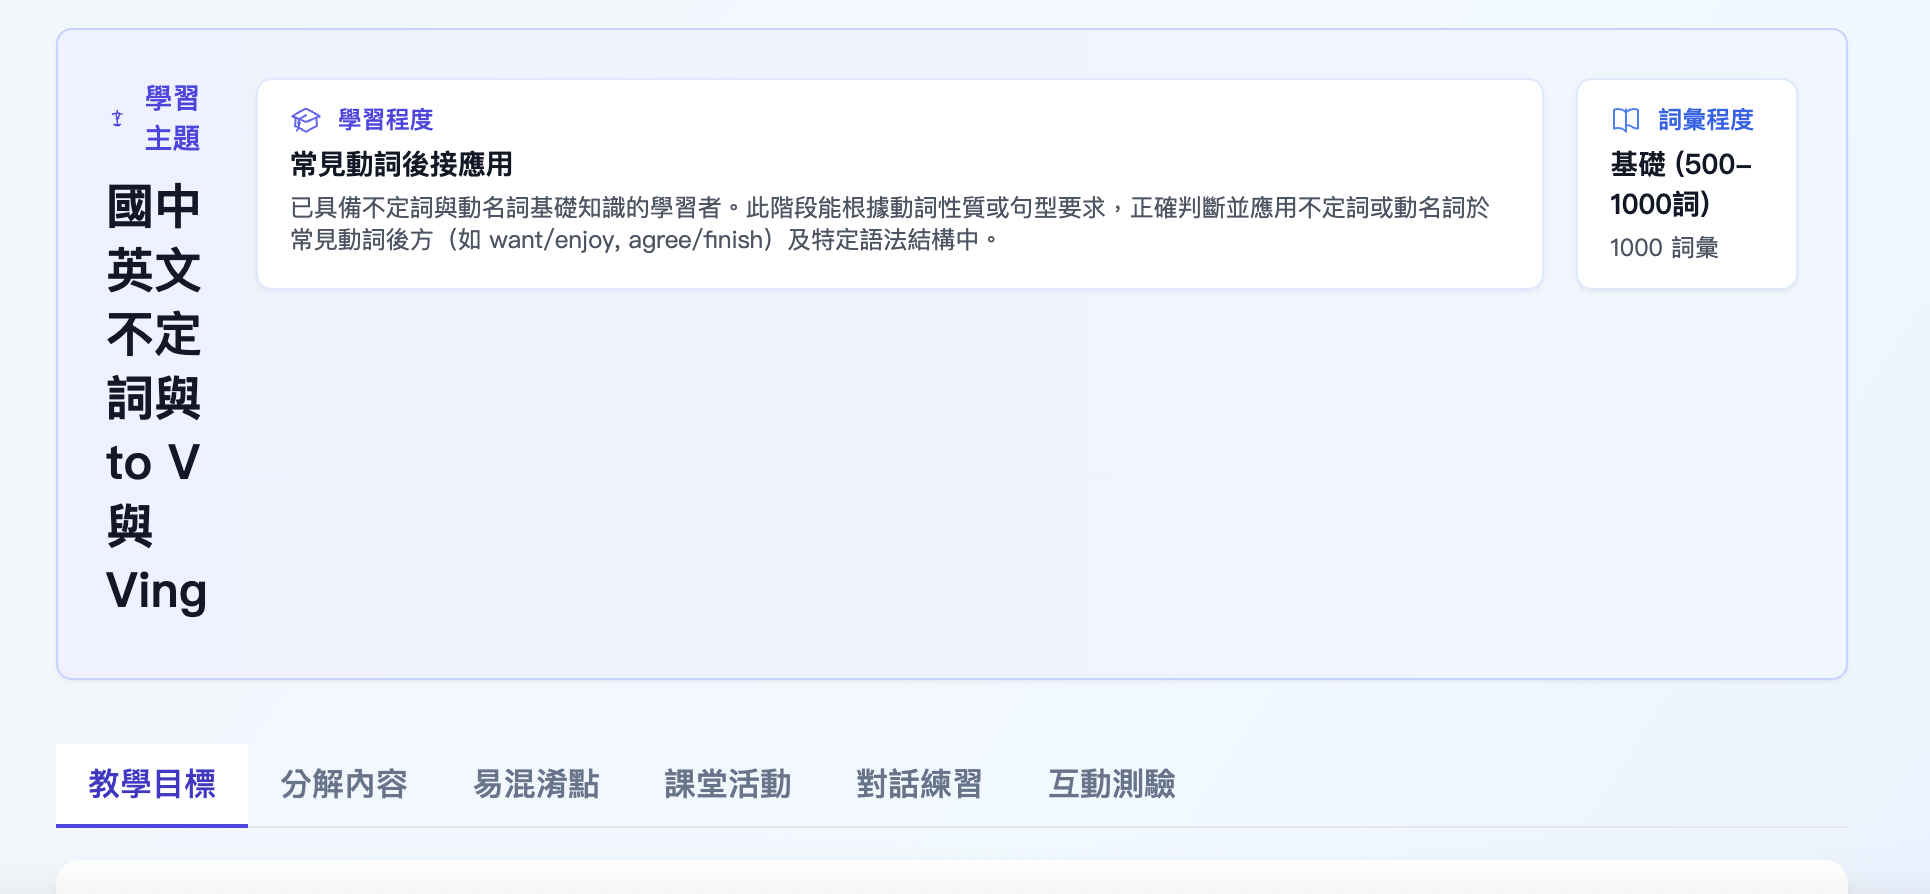 學習
主題
國中
英文
不定
詞與
to V
與
Ving
學習程度
常見動詞後接應用
已具備不定詞與動名詞基礎知識的學習者。此階段能根據動詞性質或句型要求，正確判斷並應用不定詞或動名詞於
常見動詞後方（如 want/enjoy, agree/finish）及特定語法結構中。
詞彙程度
基礎 (500–
1000詞)
1000 詞彙
教學目標
分解內容
易混淆點
課堂活動
對話練習
互動測驗